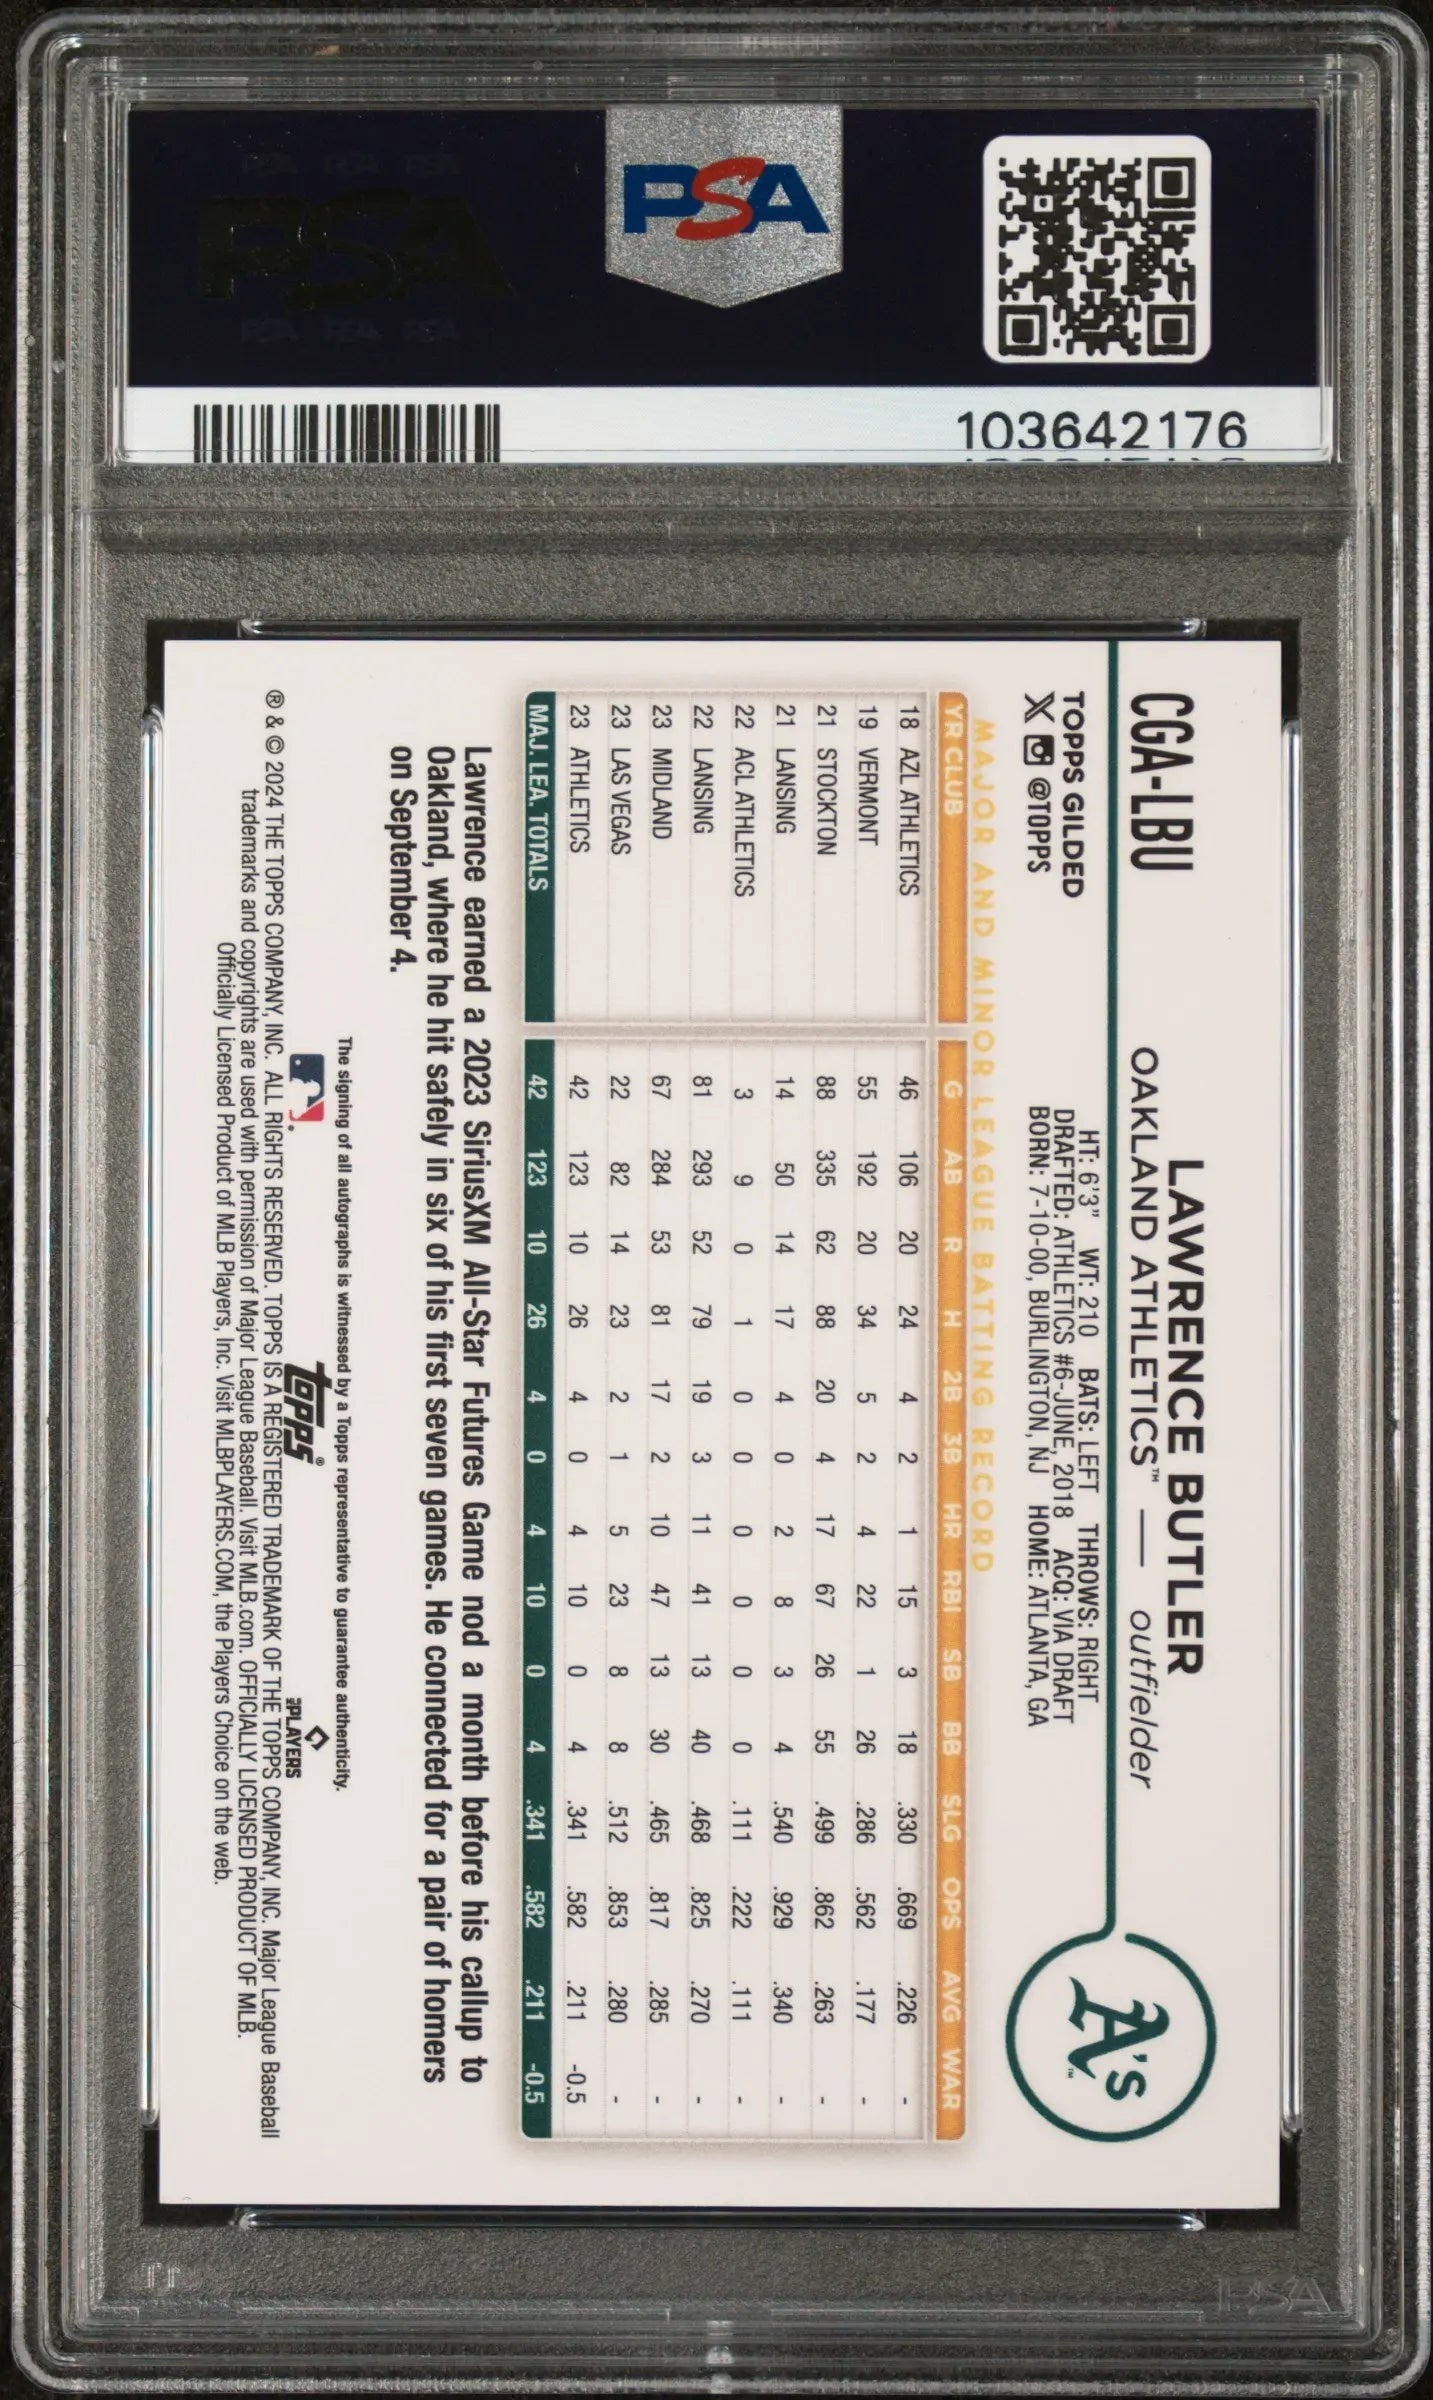 PSA
PSA
103642176
CGA-LBU
LAWRENCE BUTLER
OAKLAND ATHLETICS™ — outfielder
A's™
TOPPS GILDED
X @TOPPS
HT: 6'3" WT: 210 BATS: LEFT THROWS: RIGHT
DRAFTED: ATHLETICS #6-JUNE, 2018 ACQ: VIA DRAFT
BORN: 7-10-00, BURLINGTON, NJ HOME: ATLANTA, GA
MAJOR AND MINOR LEAGUE BATTING RECORD
YR CLUB G AB R H 2B 3B HR RBI SB BB SLG OPS AVG WAR
18 AZL ATHLETICS 46 106 20 24 4 2 1 15 3 18 .330 .669 .226 -
19 VERMONT 55 192 20 34 5 2 4 22 1 26 .286 .562 .177 -
21 STOCKTON 88 335 62 88 20 4 17 67 26 55 .499 .862 .263 -
21 LANSING 14 50 14 17 4 0 2 8 3 4 .540 .929 .340 -
22 ACL ATHLETICS 3 9 0 1 0 0 0 0 0 0 .111 .222 .111 -
22 LANSING 81 293 52 79 19 3 11 41 13 40 .468 .825 .270 -
23 MIDLAND 67 284 53 81 17 2 10 47 13 30 .465 .817 .285 -
23 LAS VEGAS 22 82 14 23 2 1 5 23 8 8 .512 .853 .280 -
23 ATHLETICS 42 123 10 26 4 0 4 10 0 4 .341 .582 .211 -0.5
MAJ. LEA. TOTALS 42 123 10 26 4 0 4 10 0 4 .341 .582 .211 -0.5
Lawrence earned a 2023 SiriusXM All-Star Futures Game nod a month before his callup to
Oakland, where he hit safely in six of his first seven games. He connected for a pair of homers
on September 4.
The signing of all autographs is witnessed by a Topps representative to guarantee authenticity.
topps®
PLAYERS
® & © 2024 THE TOPPS COMPANY, INC. ALL RIGHTS RESERVED. TOPPS IS A REGISTERED TRADEMARK OF THE TOPPS COMPANY, INC. Major League Baseball
trademarks and copyrights are used with permission of Major League Baseball. Visit MLB.com. OFFICIALLY LICENSED PRODUCT OF MLB.
Officially Licensed Product of MLB Players, Inc. Visit MLBPLAYERS.COM, the Players Choice on the web.
PSA